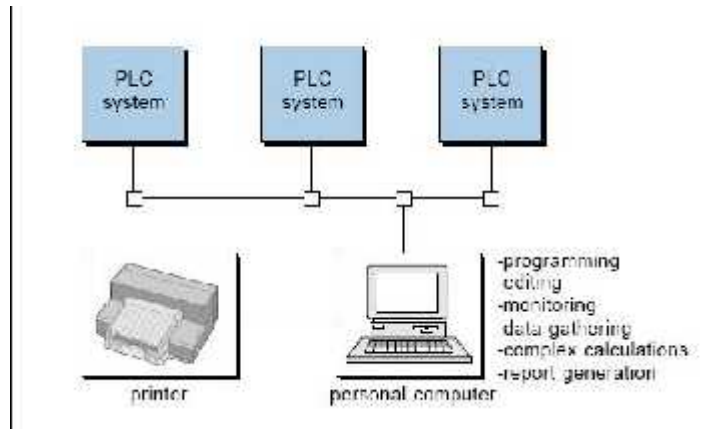 PLC
system
PLC
system
PLC
system
-programming
-editing
-monitoring
-data gathering
-complex calculations
-report generation
printer
personal computer